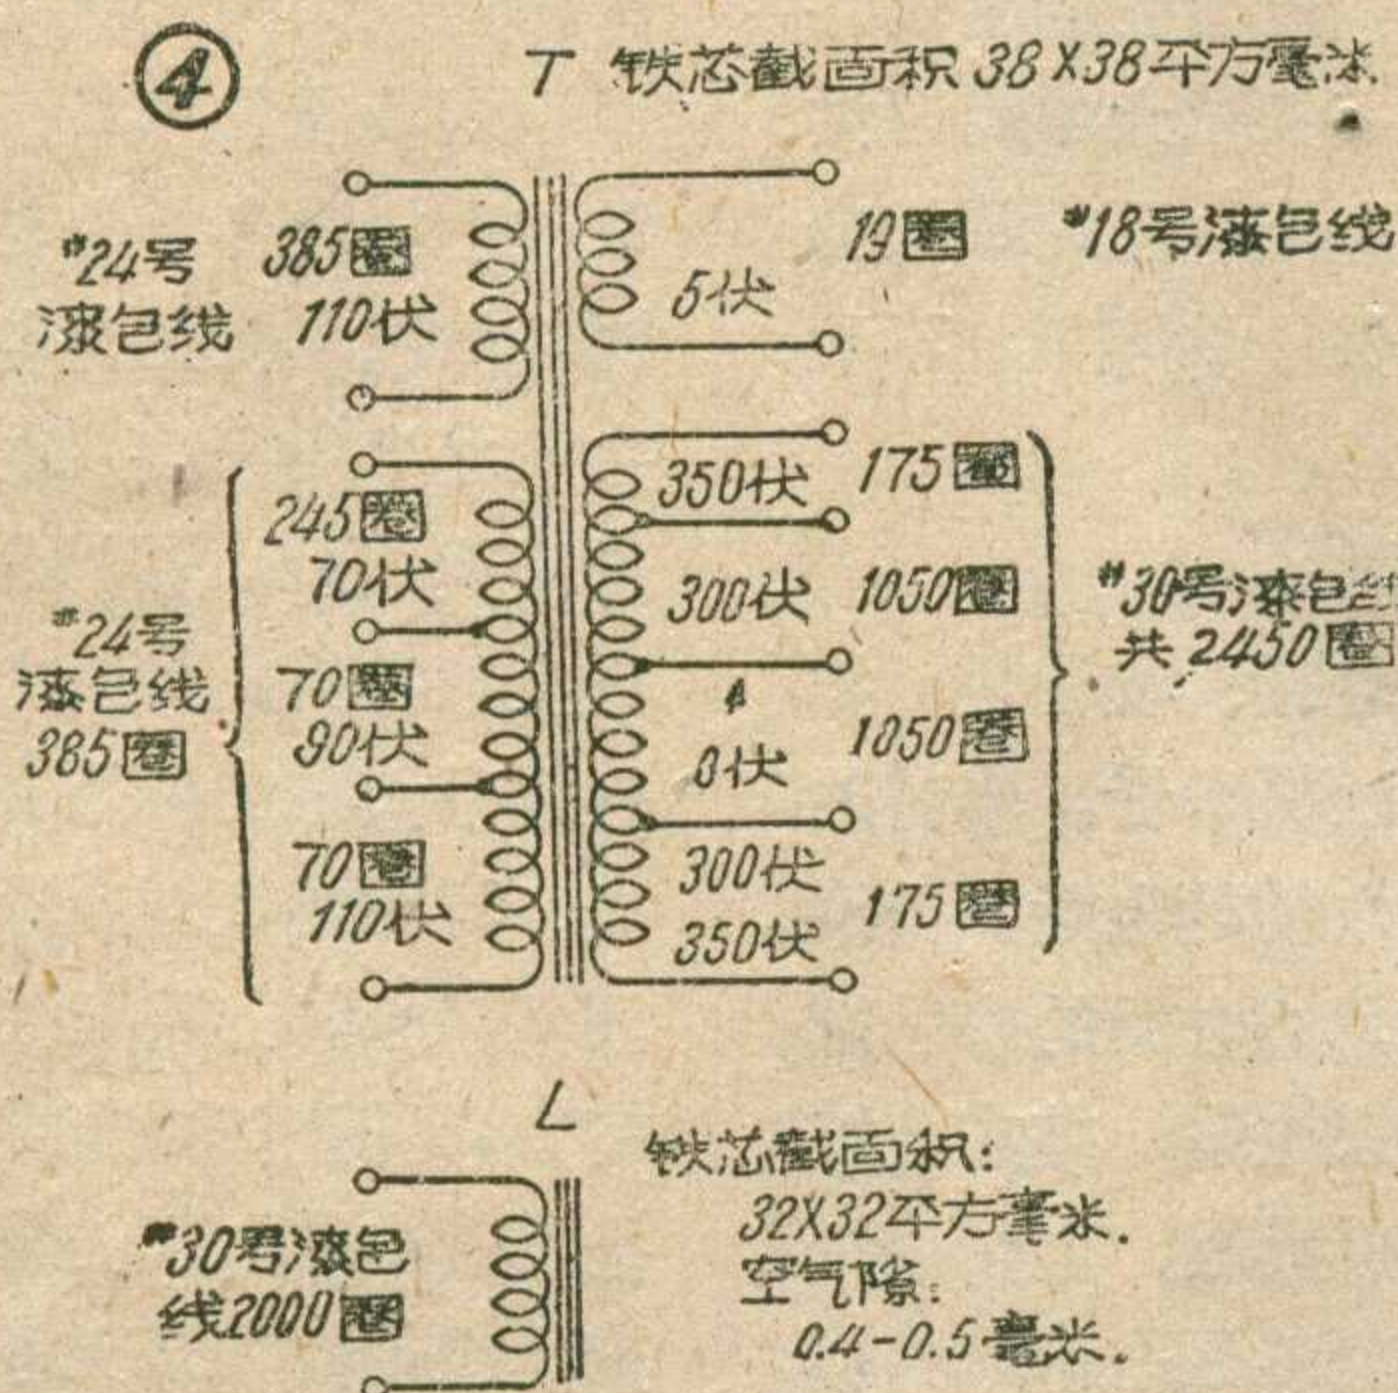 ④
T 铁芯截面积 38X38平方毫米.
#24号
漆包线
385圈
110伏
5伏
19圈
#18号漆包线
#24号
漆包线
385圈
245圈
70伏
70圈
90伏
70圈
110伏
350伏
300伏
0伏
300伏
350伏
175圈
1050圈
1050圈
175圈
#30号漆包线
共2450圈
L
#30号漆包
线2000圈
铁芯截面积:
32X32平方毫米.
空气隙:
0.4-0.5毫米.